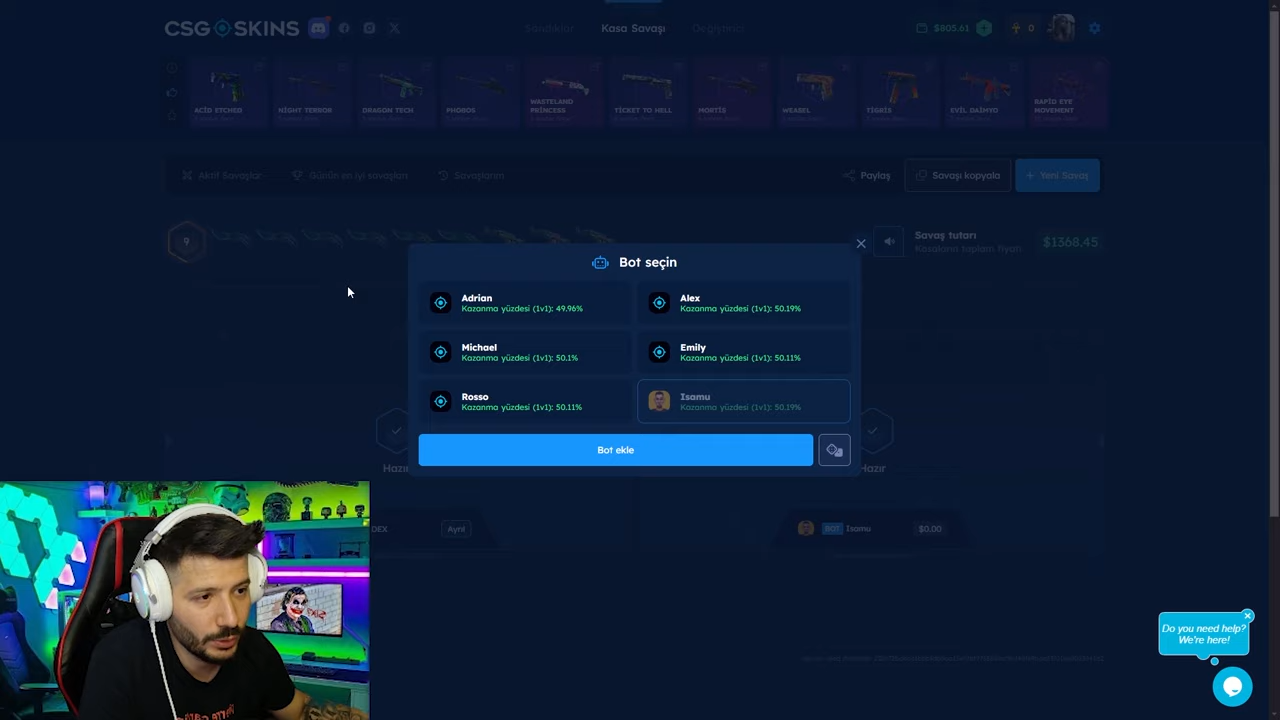 CSG SKINS
Sandıklar
Kasa Savaşı
Değiştirici
$805.61
0
ACID ETCHED
NIGHT TERROR
DRAGON TECH
PHOBOS
WASTELAND
PRINCESS
TICKET TO HELL
MORTIS
WEABEL
TIGRIS
EVIL DAIMYO
RAPID EYE
MOVEMENT
Aktif Savaşlar
Günün en iyi savaşları
Savaşlarım
Paylaş
Savaşı kopyala
+ Yeni Savaş
9
Savaş tutarı
Kasaların toplam fiyatı
$1368.45
Bot seçin
Adrian
Kazanma yüzdesi (1v1): 49.96%
Alex
Kazanma yüzdesi (1v1): 50.19%
Michael
Kazanma yüzdesi (1v1): 50.1%
Emily
Kazanma yüzdesi (1v1): 50.11%
Rosso
Kazanma yüzdesi (1v1): 50.11%
Isamu
Kazanma yüzdesi (1v1): 50.19%
Bot ekle
Hazır
Hazır
DEX
Ayrıl
BOT Isamu
$0.00
Do you need help?
We're here!